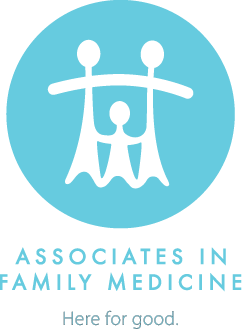 ASSOCIATES IN
FAMILY MEDICINE
Here for good.